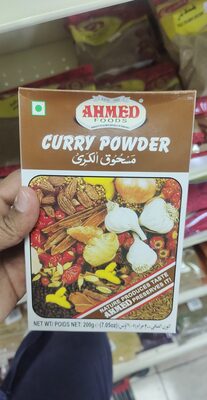 AHMED
FOODS
CURRY POWDER
مسحوق الكري
NATURE PRODUCES TASTE
AHMED PRESERVES IT
NET WT/ POIDS NET: 200g (7.05oz)